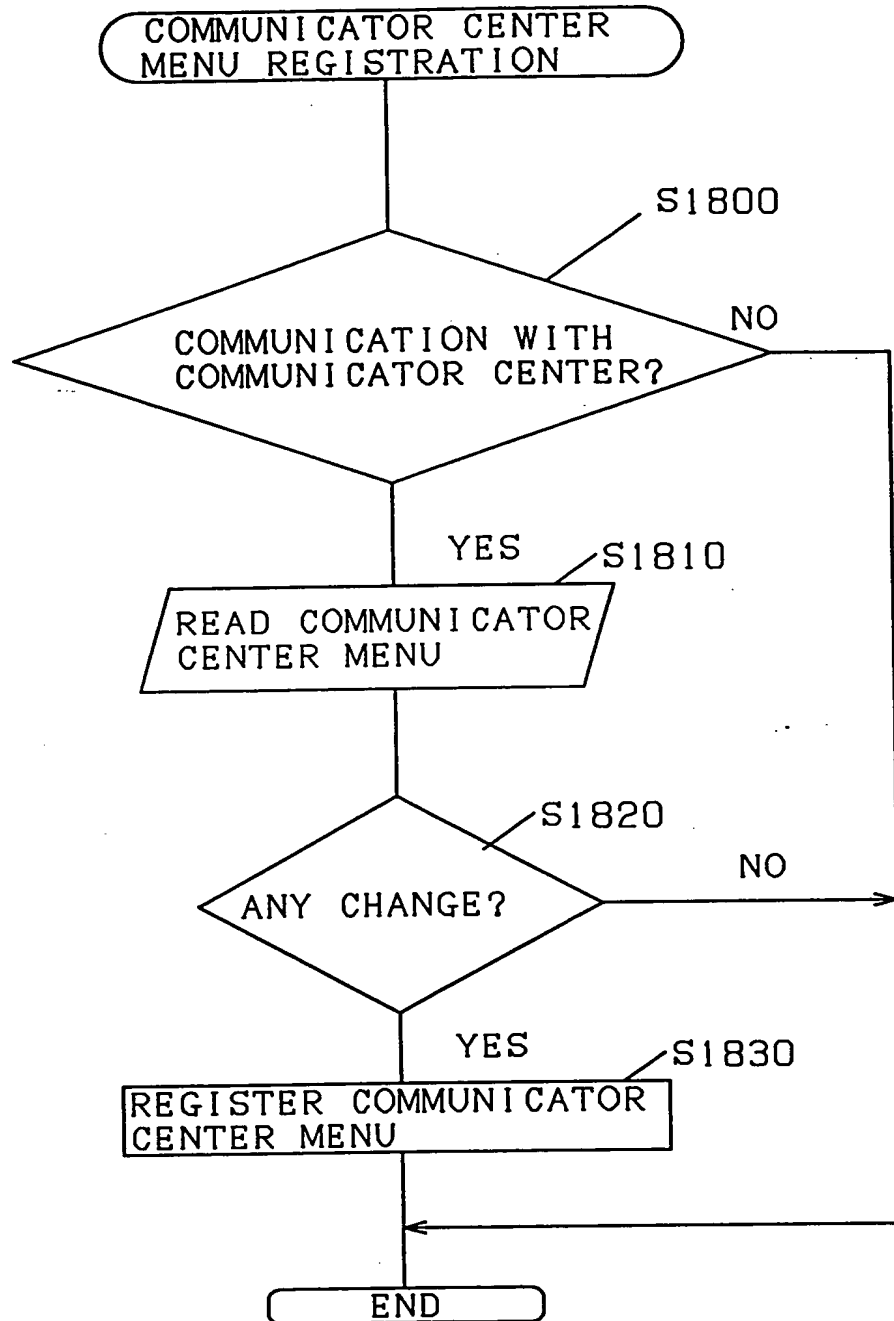 COMMUNICATOR CENTER
MENU REGISTRATION
S1800
NO
COMMUNICATION WITH
COMMUNICATOR CENTER?
YES
S1810
READ COMMUNICATOR
CENTER MENU
S1820
NO
ANY CHANGE?
YES
S1830
REGISTER COMMUNICATOR
CENTER MENU
END